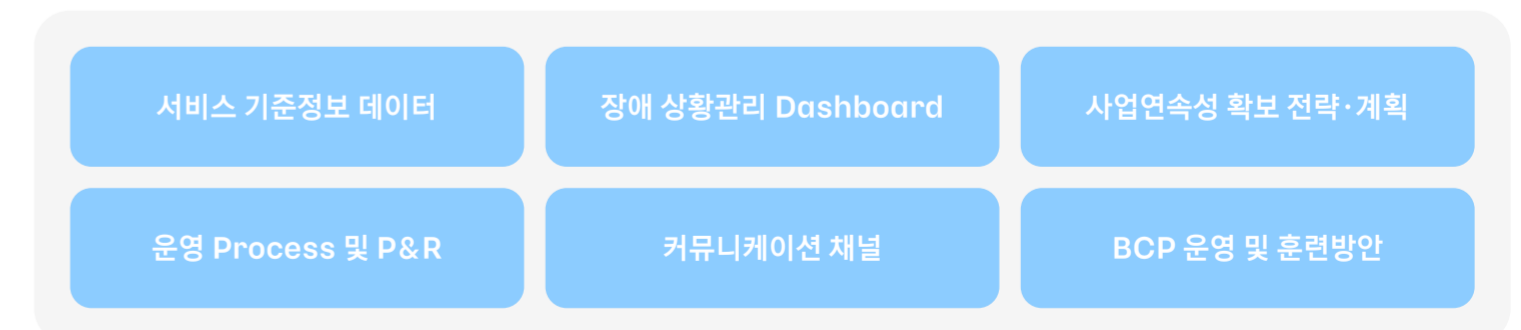 서비스 기준정보 데이터
장애 상황관리 Dashboard
사업연속성 확보 전략·계획
운영 Process 및 P&R
커뮤니케이션 채널
BCP 운영 및 훈련방안